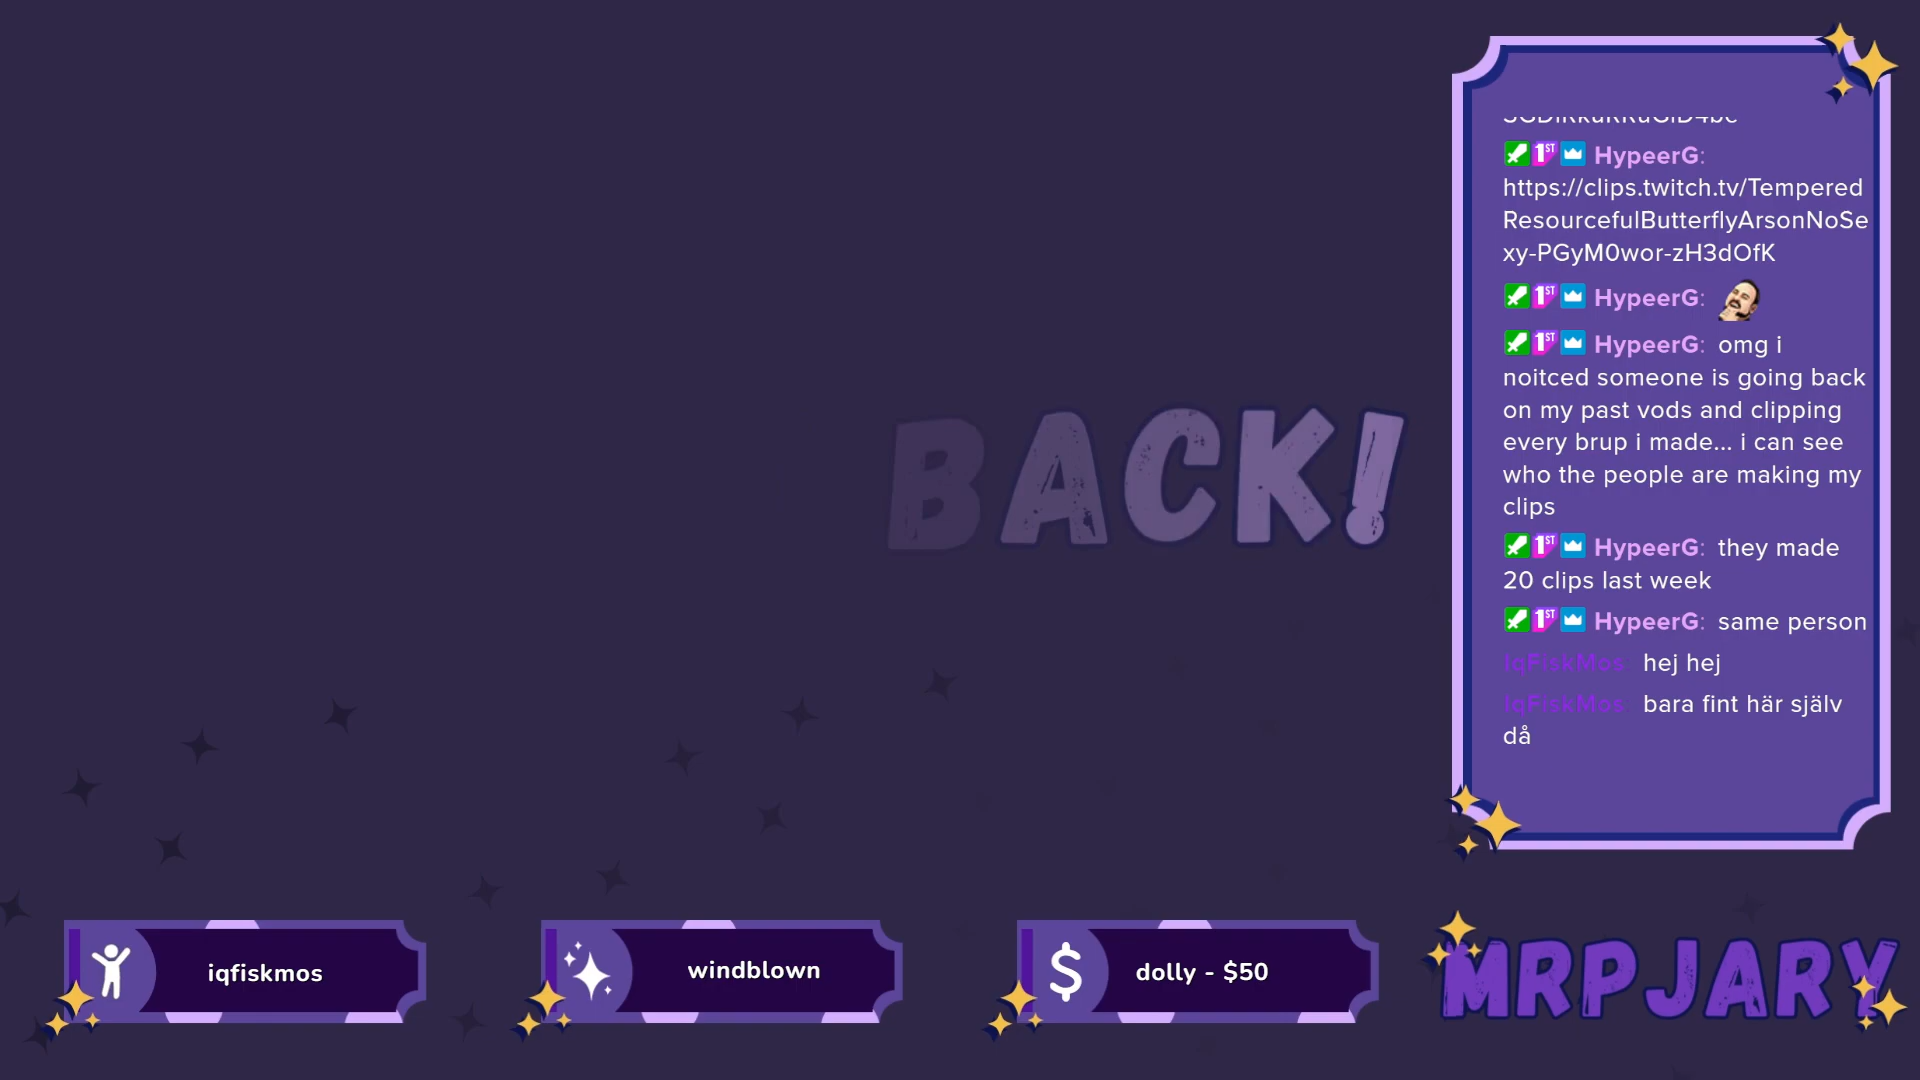 HypeerG:
https://clips.twitch.tv/Tempered
ResourcefulButterflyArsonNoSe
xy-PGyM0wor-zH3dOfK
HypeerG:
HypeerG: omg i
noitced someone is going back
on my past vods and clipping
every brup i made... i can see
who the people are making my
clips
HypeerG: they made
20 clips last week
HypeerG: same person
IqFiskMos: hej hej
IqFiskMos: bara fint här själv
då
BACK!
iqfiskmos
windblown
dolly - $50
MRPJARY